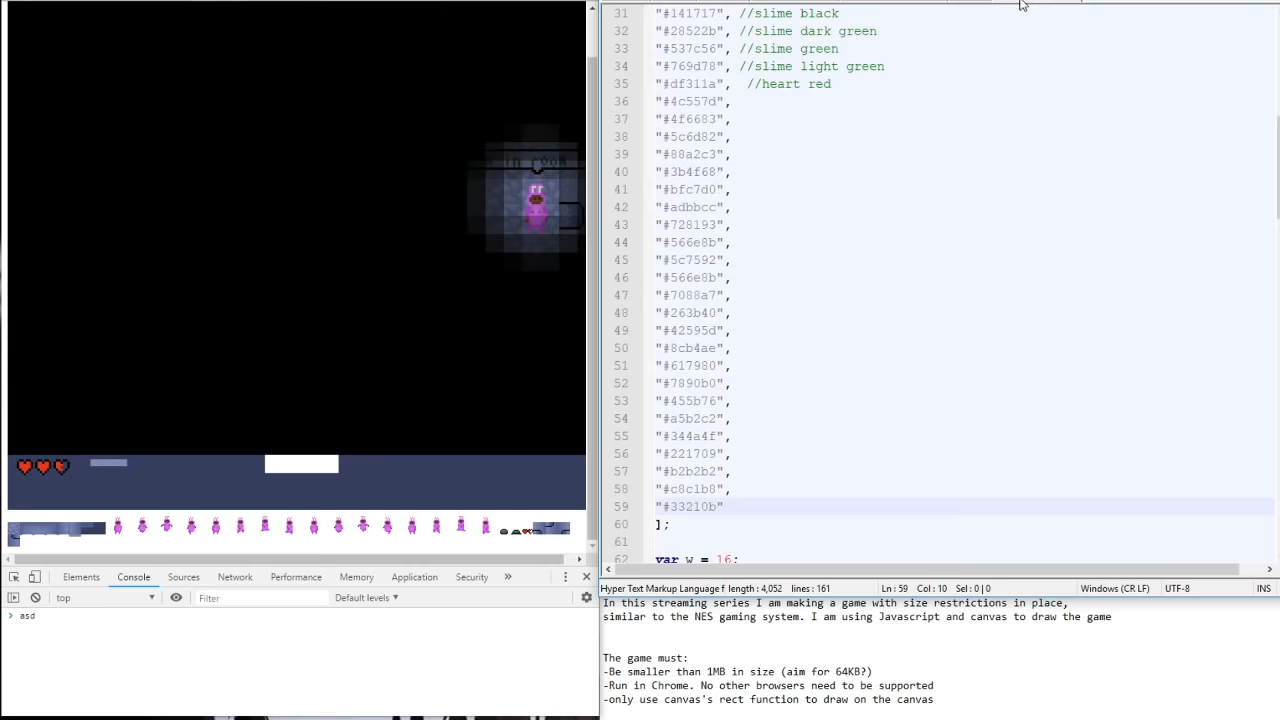 in room
Elements Console Sources Network Performance Memory Application Security »
top Filter Default levels
asd
31 "#141717", //slime black
32 "#28522b", //slime dark green
33 "#537c56", //slime green
34 "#769d78", //slime light green
35 "#df311a", //heart red
36 "#4c557d",
37 "#4f6683",
38 "#5c6d82",
39 "#88a2c3",
40 "#3b4f68",
41 "#bfc7d0",
42 "#adbbcc",
43 "#728193",
44 "#566e8b",
45 "#5c7592",
46 "#566e8b",
47 "#7088a7",
48 "#263b40",
49 "#42595d",
50 "#8cb4ae",
51 "#617980",
52 "#7890b0",
53 "#455b76",
54 "#a5b2c2",
55 "#344a4f",
56 "#221709",
57 "#b2b2b2",
58 "#c8c1b8",
59 "#33210b"
60 ];
61
62 var w = 16;
Hyper Text Markup Language f length : 4,052 lines : 161 Ln : 59 Col : 10 Sel : 0 | 0 Windows (CR LF) UTF-8 INS
In this streaming series I am making a game with size restrictions in place,
similar to the NES gaming system. I am using Javascript and canvas to draw the game
The game must:
-Be smaller than 1MB in size (aim for 64KB?)
-Run in Chrome. No other browsers need to be supported
-only use canvas's rect function to draw on the canvas